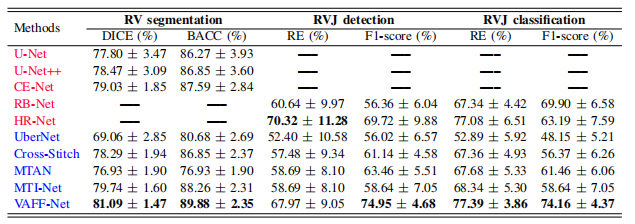 Methods RV segmentation RVJ detection RVJ classification
DICE (%) BACC (%) RE (%) F1-score (%) RE (%) F1-score (%)
U-Net 77.80 ± 3.47 86.27 ± 3.93 — — — —
U-Net++ 78.47 ± 3.09 86.85 ± 3.60 — — — —
CE-Net 79.03 ± 1.85 87.59 ± 2.84 — — — —
RB-Net — — 60.64 ± 9.97 56.36 ± 6.04 67.34 ± 4.42 69.90 ± 6.58
HR-Net — — 70.32 ± 11.28 69.72 ± 9.88 77.08 ± 6.51 63.19 ± 7.59
UberNet 69.06 ± 2.85 80.68 ± 2.69 52.40 ± 10.58 56.02 ± 6.57 52.89 ± 5.92 48.15 ± 5.21
Cross-Stitch 78.29 ± 1.94 86.85 ± 2.37 57.48 ± 9.34 61.14 ± 4.58 67.36 ± 4.93 56.37 ± 6.26
MTAN 76.93 ± 1.90 76.93 ± 1.90 58.69 ± 8.10 63.46 ± 5.51 67.68 ± 5.33 61.46 ± 6.06
MTI-Net 79.74 ± 1.60 88.26 ± 2.31 58.69 ± 8.10 58.64 ± 7.05 68.34 ± 5.30 58.64 ± 7.05
VAFF-Net 81.09 ± 1.47 89.88 ± 2.35 67.97 ± 9.05 74.95 ± 4.68 77.39 ± 3.86 74.16 ± 4.37